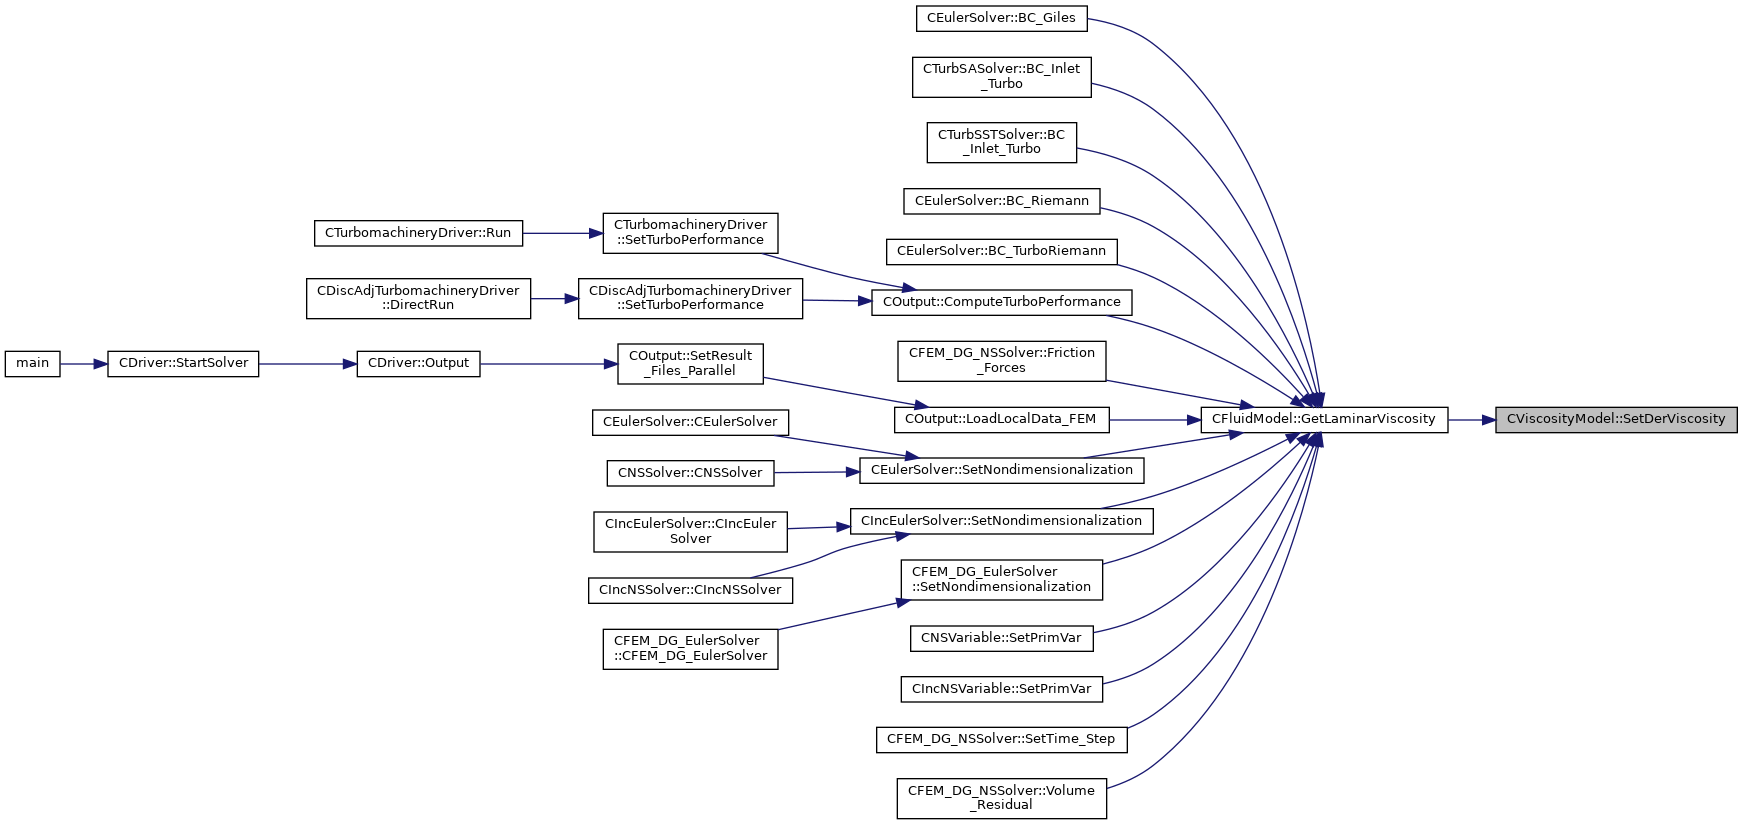 CEulerSolver::BC_Giles
CTurbSASolver::BC_Inlet
_Turbo
CTurbSSTSolver::BC
_Inlet_Turbo
CEulerSolver::BC_Riemann
CTurbomachineryDriver::Run
CTurbomachineryDriver
::SetTurboPerformance
CEulerSolver::BC_TurboRiemann
CDiscAdjTurbomachineryDriver
::DirectRun
CDiscAdjTurbomachineryDriver
::SetTurboPerformance
COutput::ComputeTurboPerformance
main
CDriver::StartSolver
CDriver::Output
COutput::SetResult
_Files_Parallel
CFEM_DG_NSSolver::Friction
_Forces
CEulerSolver::CEulerSolver
COutput::LoadLocalData_FEM
CFluidModel::GetLaminarViscosity
CViscosityModel::SetDerViscosity
CNSSolver::CNSSolver
CEulerSolver::SetNondimensionalization
CIncEulerSolver::CIncEuler
Solver
CIncEulerSolver::SetNondimensionalization
CIncNSSolver::CIncNSSolver
CFEM_DG_EulerSolver
::SetNondimensionalization
CFEM_DG_EulerSolver
::CFEM_DG_EulerSolver
CNSVariable::SetPrimVar
CIncNSVariable::SetPrimVar
CFEM_DG_NSSolver::SetTime_Step
CFEM_DG_NSSolver::Volume
_Residual